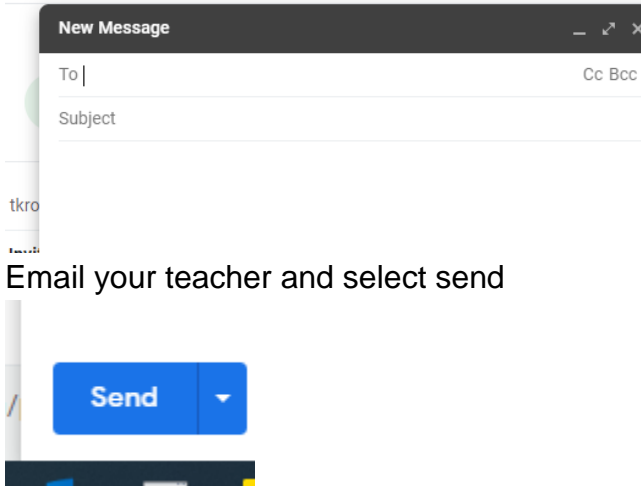 New Message
To Cc Bcc
Subject
tkro
Email your teacher and select send
Send